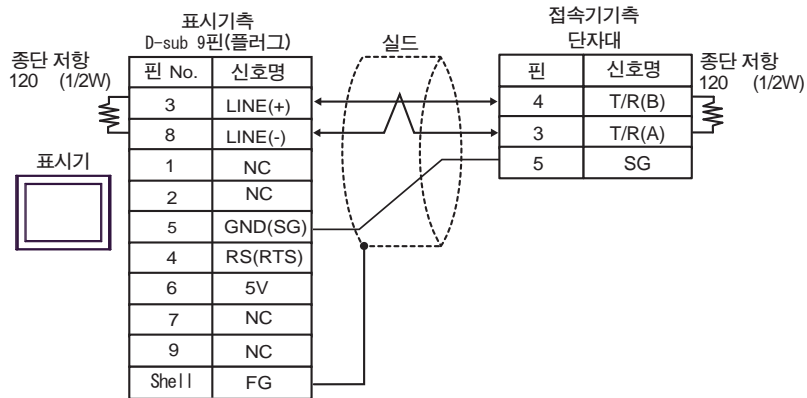 표시기측
D-sub 9핀(플러그)
실드
접속기기측
단자대
종단 저항
120 (1/2W)
종단 저항
120 (1/2W)
표시기
핀 No. 신호명
3 LINE(+)
8 LINE(-)
1 NC
2 NC
5 GND(SG)
4 RS(RTS)
6 5V
7 NC
9 NC
Shell FG
핀 신호명
4 T/R(B)
3 T/R(A)
5 SG